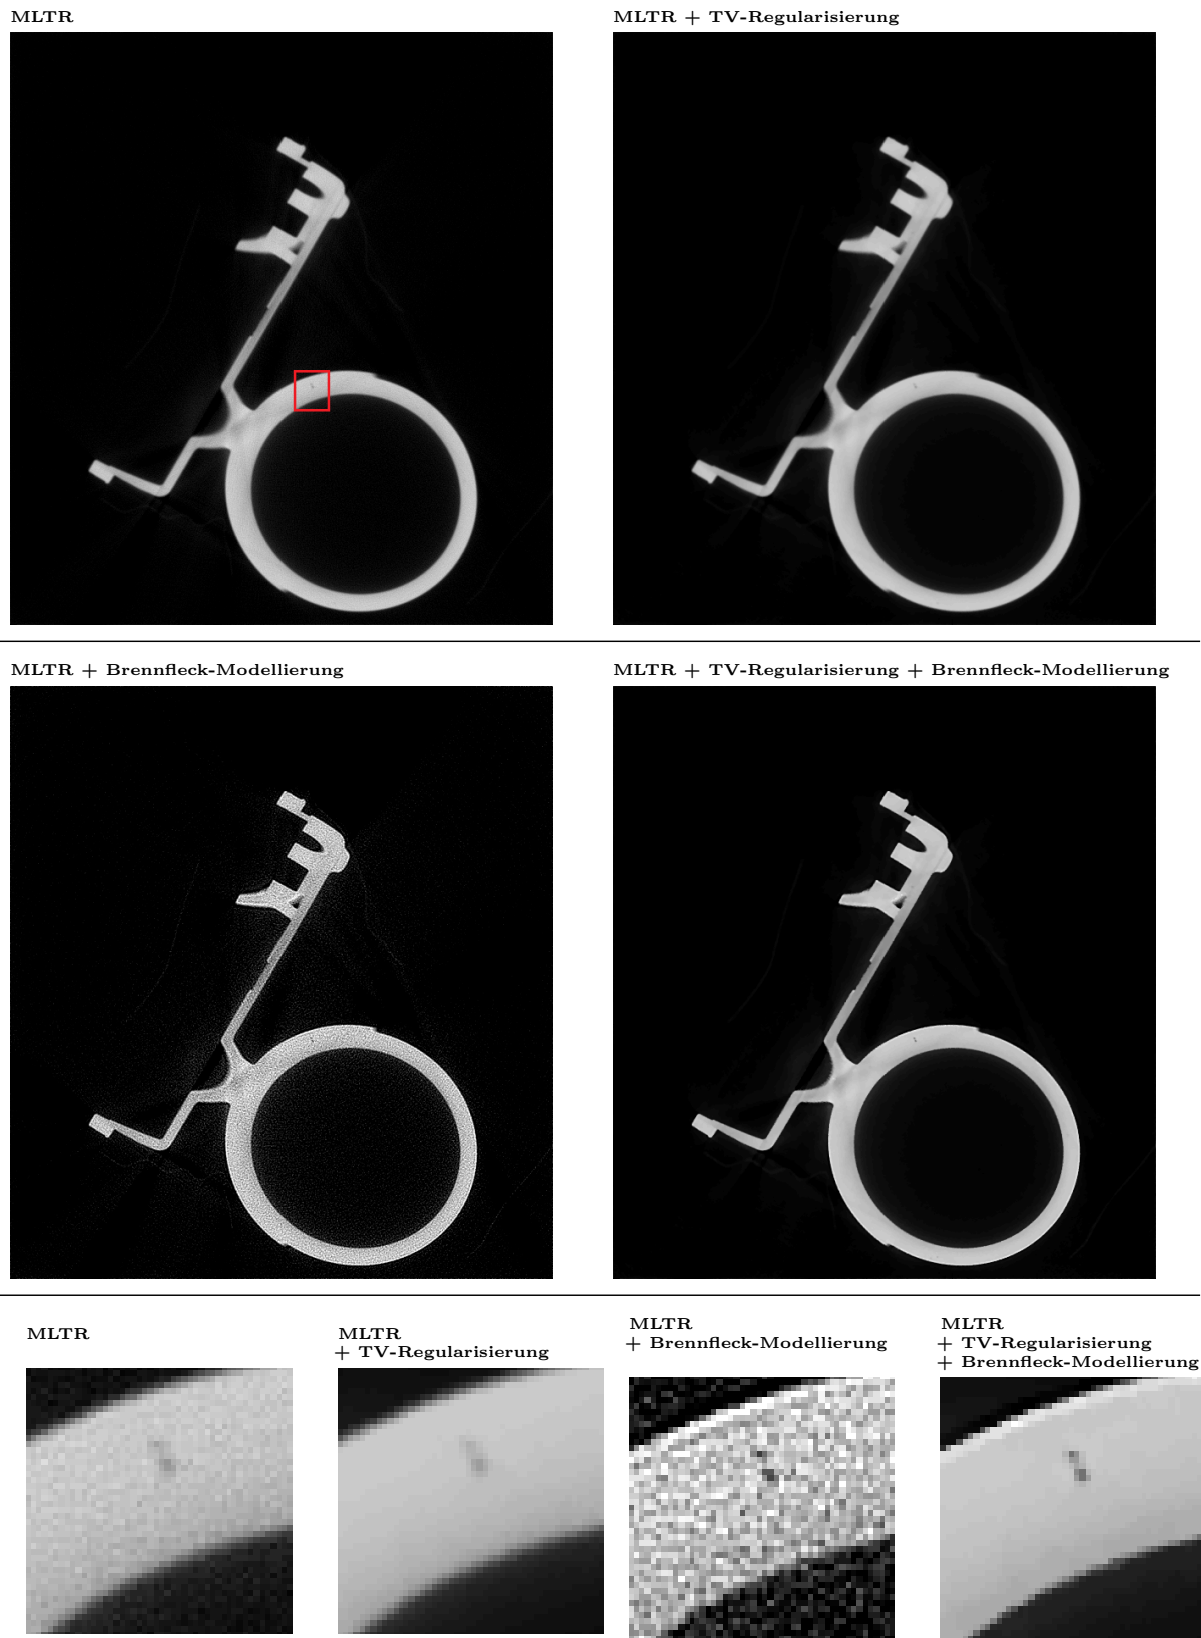 MLTR
MLTR + TV-Regularisierung
MLTR + Brennfleck-Modellierung
MLTR + TV-Regularisierung + Brennfleck-Modellierung
MLTR
MLTR
+ TV-Regularisierung
MLTR
+ Brennfleck-Modellierung
MLTR
+ TV-Regularisierung
+ Brennfleck-Modellierung